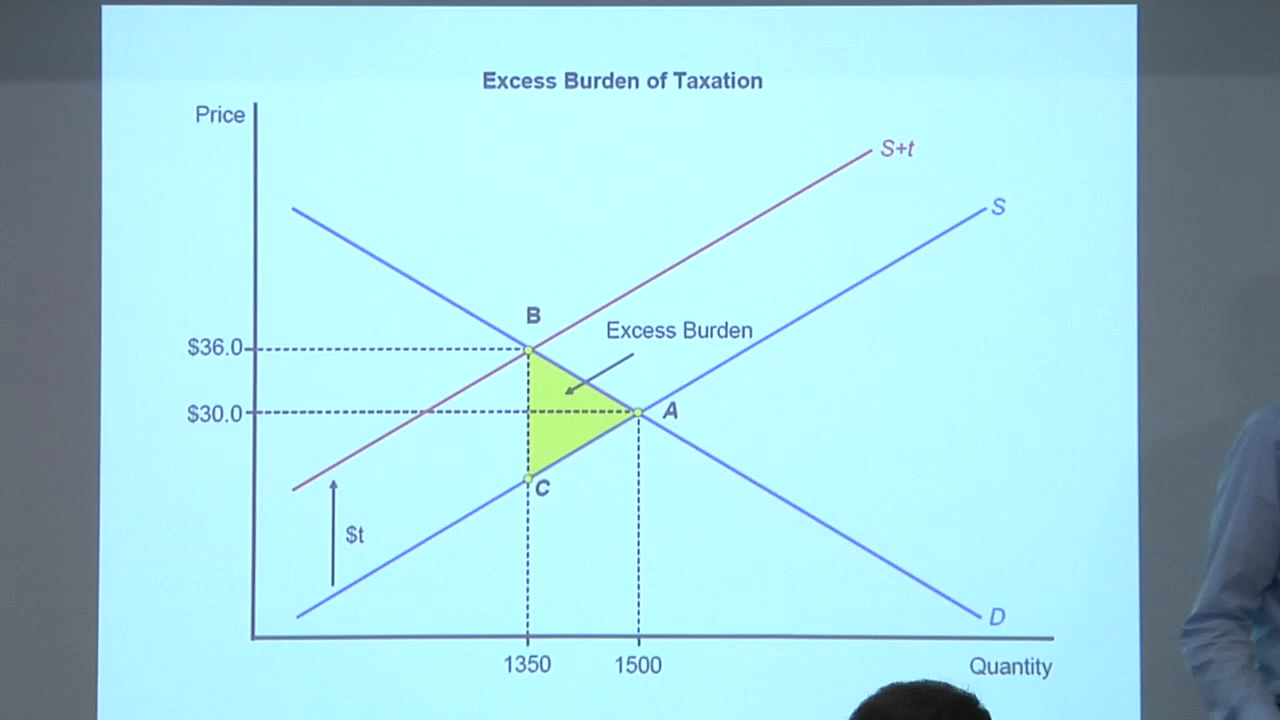 Excess Burden of Taxation
Price
S+t
S
B
Excess Burden
$36.0
$30.0
A
C
$t
D
1350
1500
Quantity